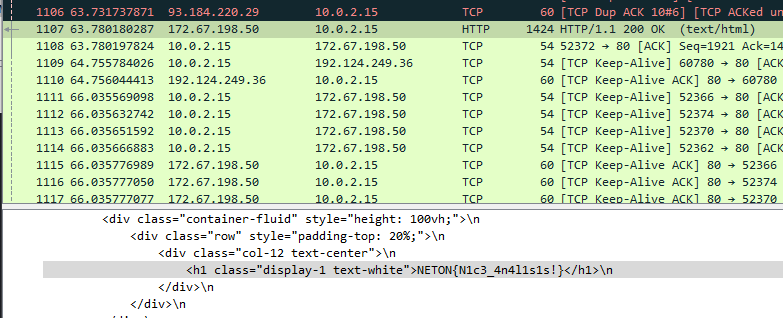 1106 63.731737871 93.184.220.29 10.0.2.15 TCP 60 [TCP Dup ACK 10#6] [TCP ACKed un
1107 63.780180287 172.67.198.50 10.0.2.15 HTTP 1424 HTTP/1.1 200 OK (text/html)
1108 63.780197824 10.0.2.15 172.67.198.50 TCP 54 52372 → 80 [ACK] Seq=1921 Ack=14
1109 64.755784026 10.0.2.15 192.124.249.36 TCP 54 [TCP Keep-Alive] 60780 → 80 [ACK
1110 64.756044413 192.124.249.36 10.0.2.15 TCP 60 [TCP Keep-Alive ACK] 80 → 60780
1111 66.035569098 10.0.2.15 172.67.198.50 TCP 54 [TCP Keep-Alive] 52366 → 80 [ACK
1112 66.035632742 10.0.2.15 172.67.198.50 TCP 54 [TCP Keep-Alive] 52374 → 80 [ACK
1113 66.035651592 10.0.2.15 172.67.198.50 TCP 54 [TCP Keep-Alive] 52370 → 80 [ACK
1114 66.035666883 10.0.2.15 172.67.198.50 TCP 54 [TCP Keep-Alive] 52362 → 80 [ACK
1115 66.035776989 172.67.198.50 10.0.2.15 TCP 60 [TCP Keep-Alive ACK] 80 → 52366
1116 66.035777050 172.67.198.50 10.0.2.15 TCP 60 [TCP Keep-Alive ACK] 80 → 52374
1117 66.035777077 172.67.198.50 10.0.2.15 TCP 60 [TCP Keep-Alive ACK] 80 → 52370
<div class="container-fluid" style="height: 100vh;">\n
<div class="row" style="padding-top: 20%;">\n
<div class="col-12 text-center">\n
<h1 class="display-1 text-white">NETON{N1c3_4n4l1s1s!}</h1>\n
</div>\n
</div>\n